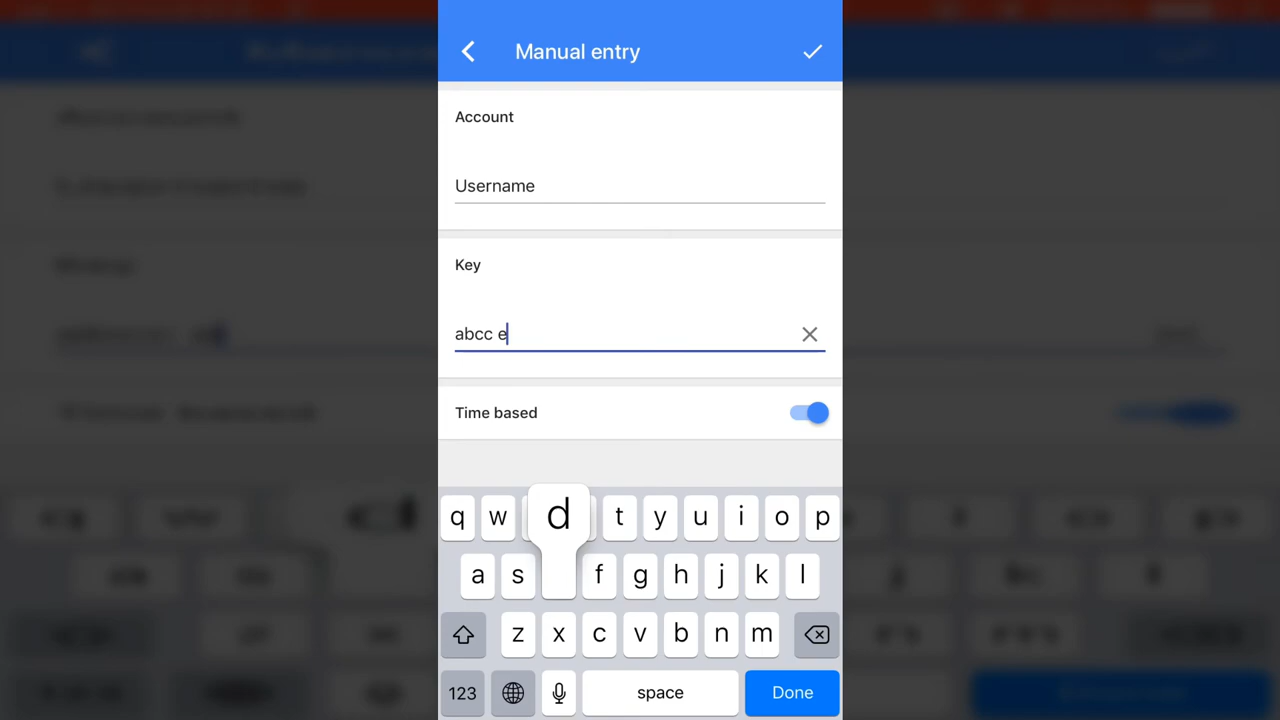 Manual entry
Account
Username
Key
abcc e
Time based
q w d t y u i o p
a s f g h j k l
z x c v b n m
123 space Done